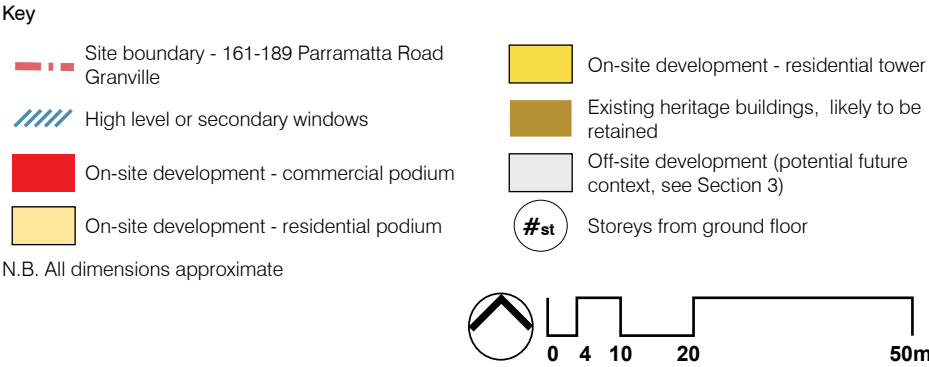 Key
Site boundary - 161-189 Parramatta Road
Granville
High level or secondary windows
On-site development - commercial podium
On-site development - residential podium
N.B. All dimensions approximate
On-site development - residential tower
Existing heritage buildings, likely to be
retained
Off-site development (potential future
context, see Section 3)
#st
Storeys from ground floor
0 4 10 20 50m